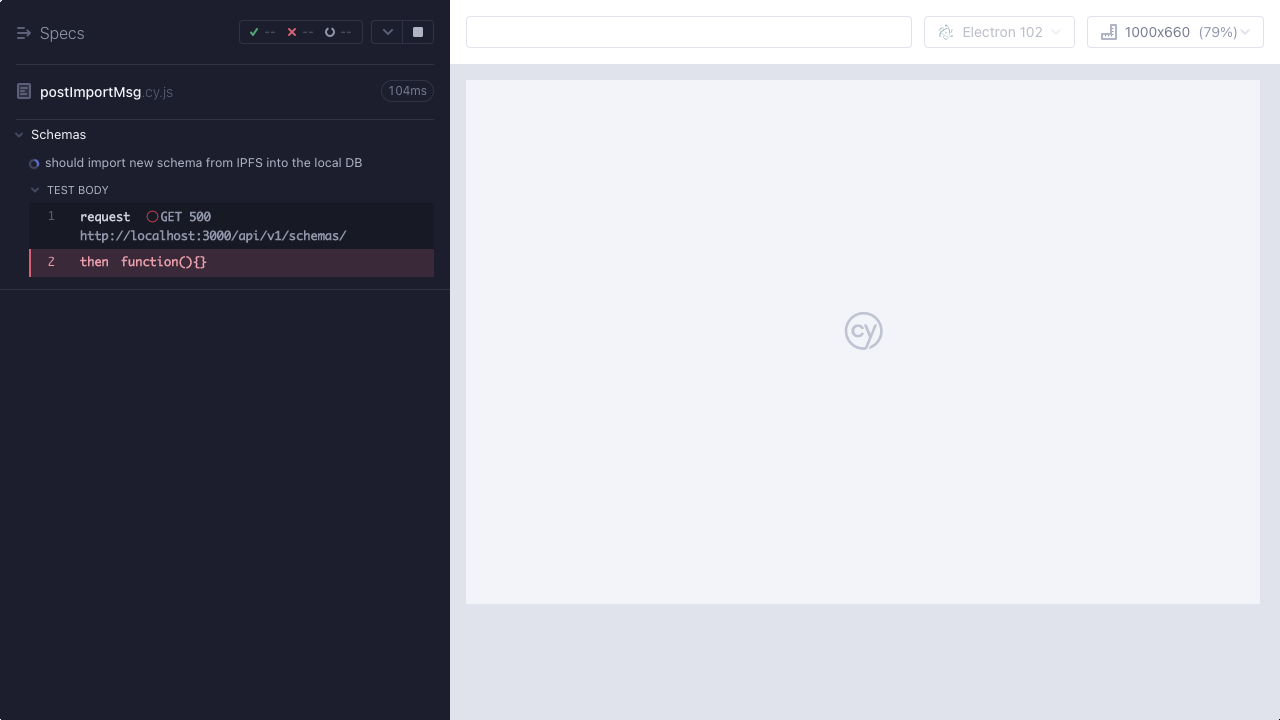 Specs
-- -- --
Electron 102
1000x660 (79%)
postImportMsg.cy.js
104ms
Schemas
should import new schema from IPFS into the local DB
TEST BODY
1 request GET 500
http://localhost:3000/api/v1/schemas/
2 then function(){}
cy